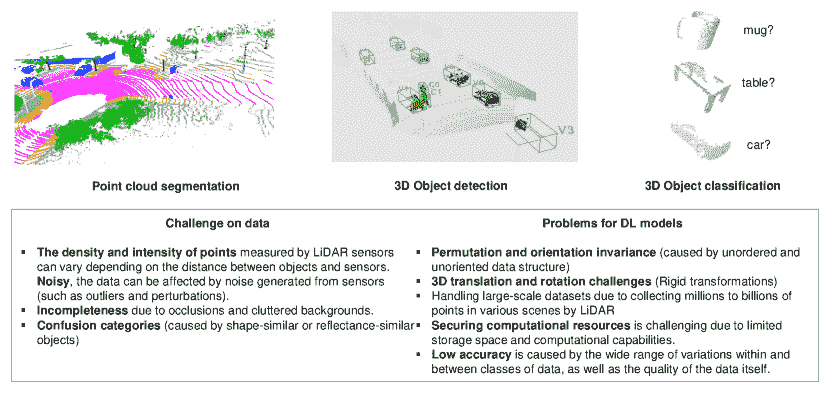 mug?
table?
car?
V3
Point cloud segmentation
3D Object detection
3D Object classification
Challenge on data
▪ The density and intensity of points measured by LiDAR sensors
can vary depending on the distance between objects and sensors.
Noisy, the data can be affected by noise generated from sensors
(such as outliers and perturbations).
▪ Incompleteness due to occlusions and cluttered backgrounds.
▪ Confusion categories (caused by shape-similar or reflectance-similar
objects)
Problems for DL models
▪ Permutation and orientation invariance (caused by unordered and
unoriented data structure)
▪ 3D translation and rotation challenges (Rigid transformations)
▪ Handling large-scale datasets due to collecting millions to billions of
points in various scenes by LiDAR
▪ Securing computational resources is challenging due to limited
storage space and computational capabilities.
▪ Low accuracy is caused by the wide range of variations within and
between classes of data, as well as the quality of the data itself.